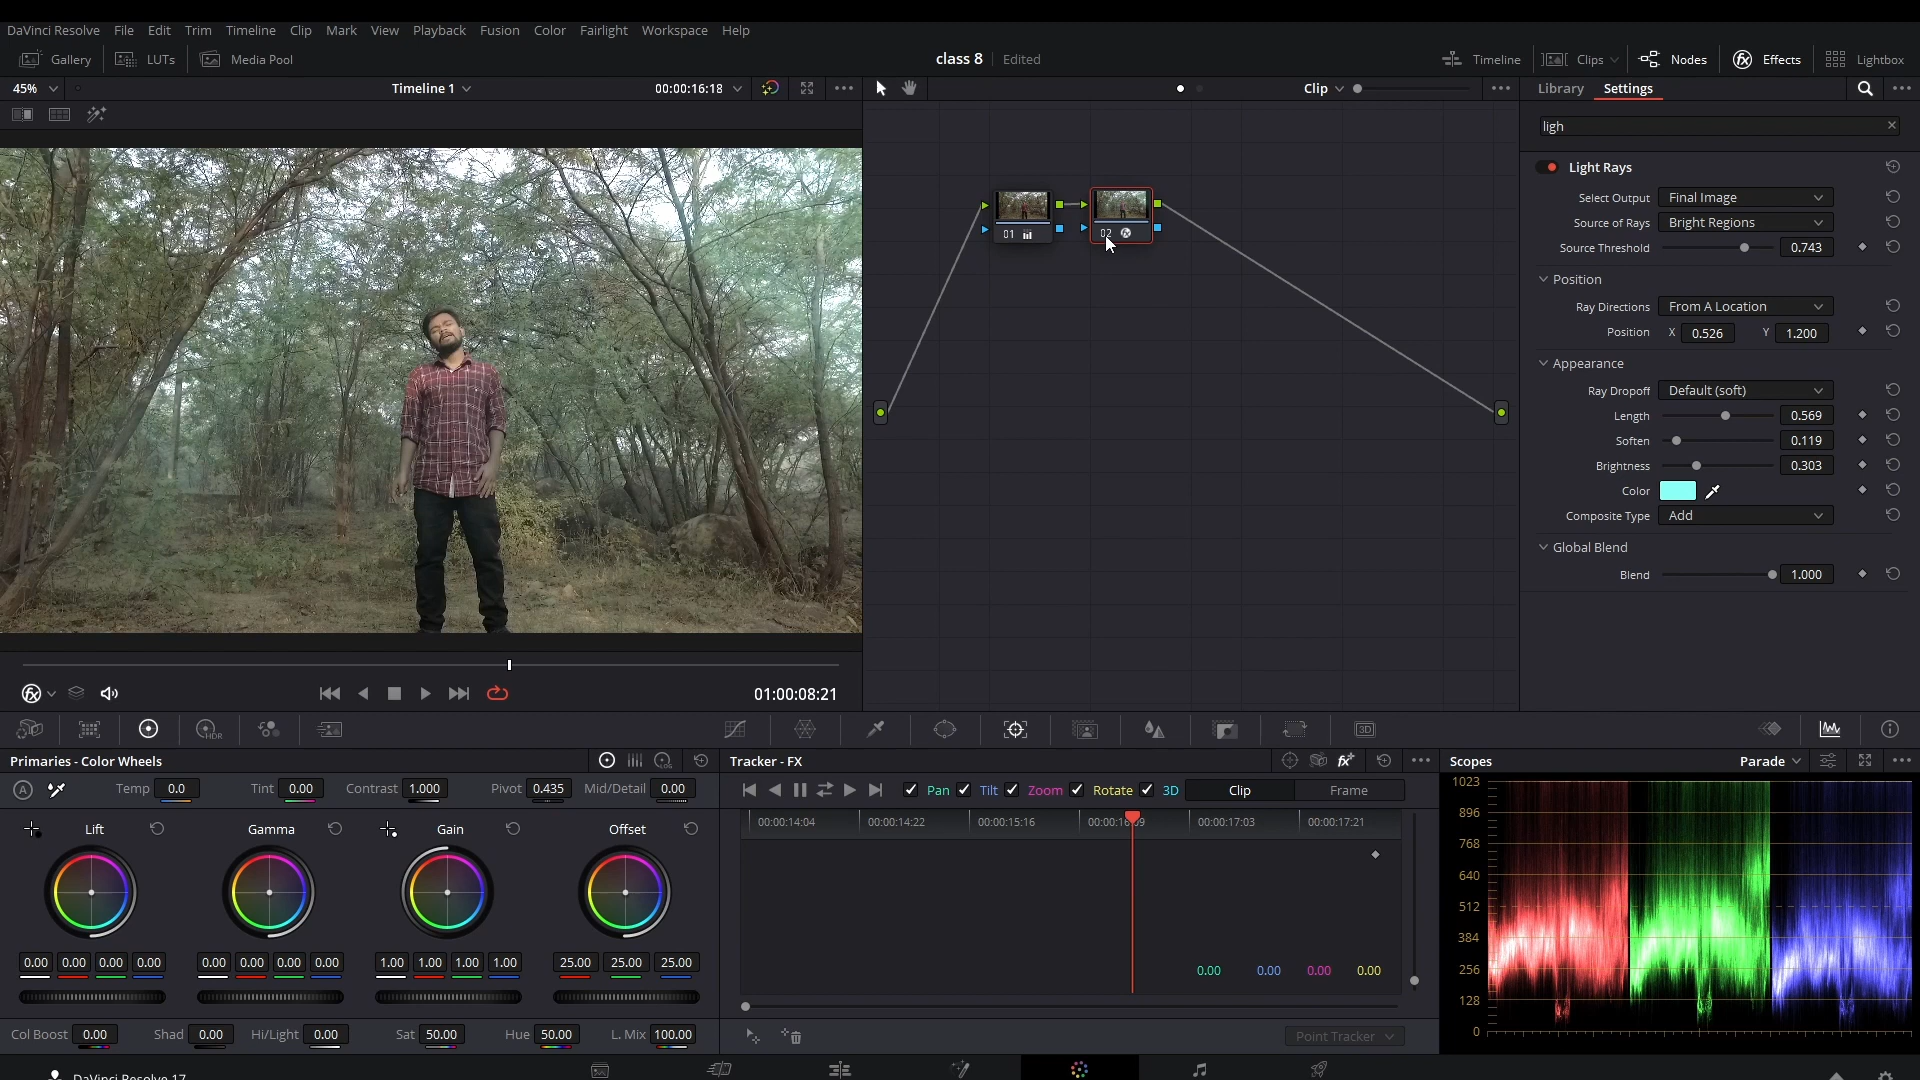 DaVinci Resolve File Edit Trim Timeline Clip Mark View Playback Fusion Color Fairlight Workspace Help
Gallery LUTs Media Pool class 8 Edited Timeline Clips Nodes Effects Lightbox
45% Timeline 1 00:00:16:18 Clip Library Settings
ligh
Light Rays
Select Output Final Image
Source of Rays Bright Regions
Source Threshold 0.743
Position
Ray Directions From A Location
Position X 0.526 Y 1.200
Appearance
Ray Dropoff Default (soft)
Length 0.569
Soften 0.119
Brightness 0.303
Color
Composite Type Add
Global Blend
Blend 1.000
01 02
01:00:08:21
HDR 3D
Primaries - Color Wheels
LOG
A Temp 0.0 Tint 0.00 Contrast 1.000 Pivot 0.435 Mid/Detail 0.00
Lift Gamma Gain Offset
0.00 0.00 0.00 0.00 0.00 0.00 0.00 0.00 1.00 1.00 1.00 1.00 25.00 25.00 25.00
Col Boost 0.00 Shad 0.00 Hi/Light 0.00 Sat 50.00 Hue 50.00 L. Mix 100.00
Tracker - FX
Pan Tilt Zoom Rotate 3D Clip Frame
00:00:14:04 00:00:14:22 00:00:15:16 00:00:16:09 00:00:17:03 00:00:17:21
0.00 0.00 0.00 0.00
Point Tracker
Scopes Parade
1023
896
768
640
512
384
256
128
0
DaVinci Resolve 17